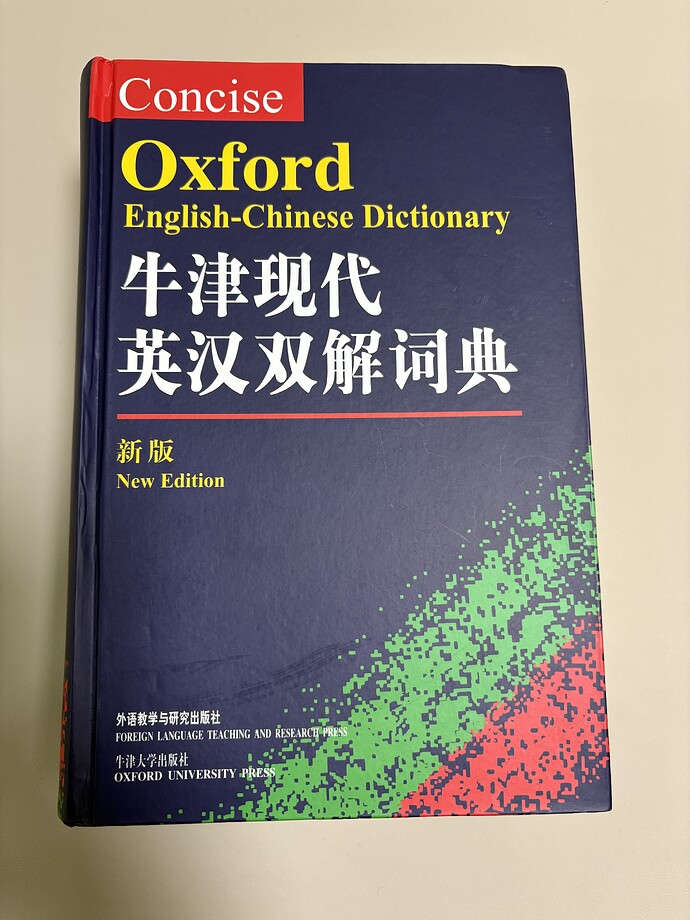 Concise
Oxford
English-Chinese Dictionary
牛津现代
英汉双解词典
新版
New Edition
外语教学与研究出版社
FOREIGN LANGUAGE TEACHING AND RESEARCH PRESS
牛津大学出版社
OXFORD UNIVERSITY PRESS